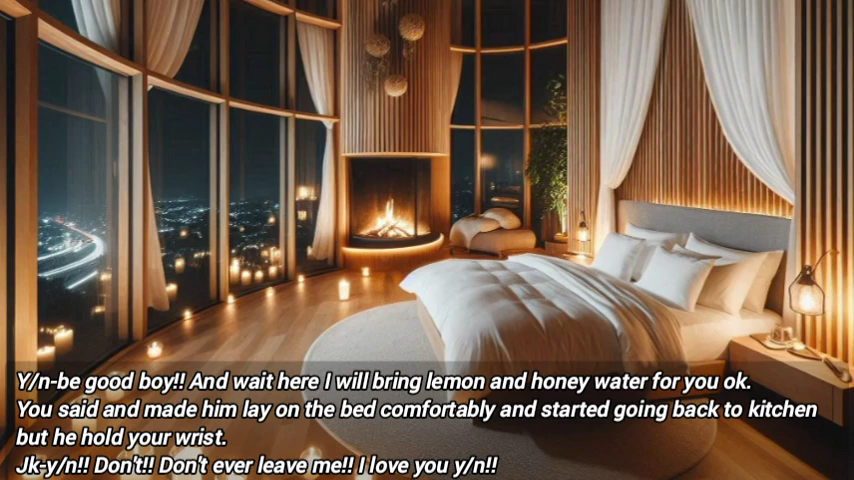 Y/n-be good boy!! And wait here I will bring lemon and honey water for you ok.
You said and made him lay on the bed comfortably and started going back to kitchen
but he hold your wrist.
Jk-y/n!! Don't!! Don't ever leave me!! I love you y/n!!